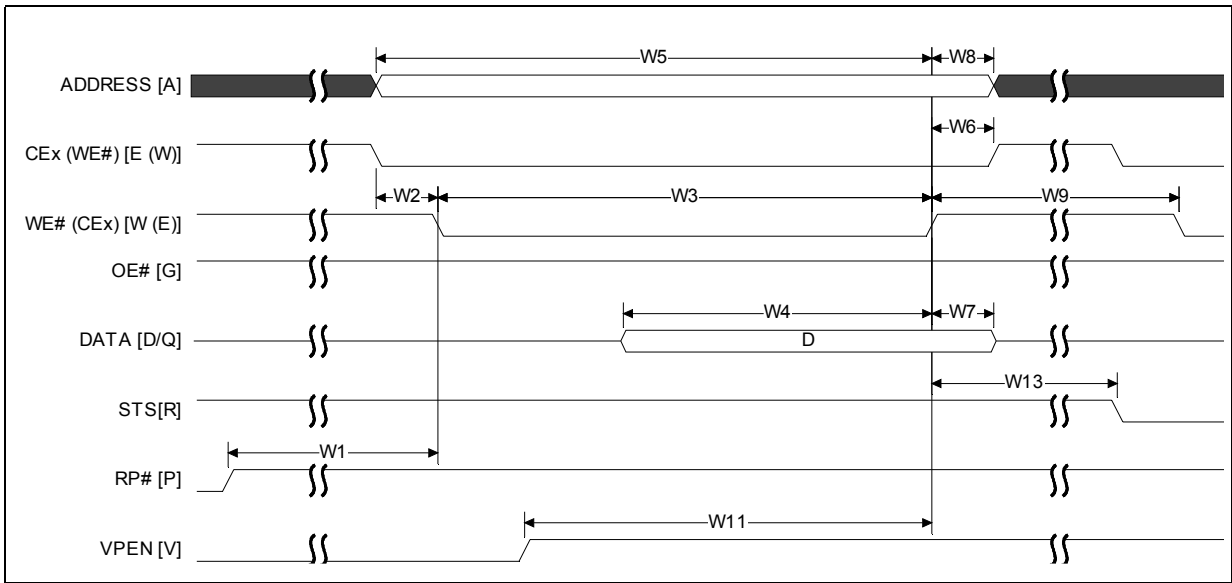 W5
W8
ADDRESS [A]
W6
CEx (WE#) [E (W)]
W2
W3
W9
WE# (CEx) [W (E)]
OE# [G]
W4
W7
DATA [D/Q]
D
W13
STS[R]
W1
RP# [P]
W11
VPEN [V]